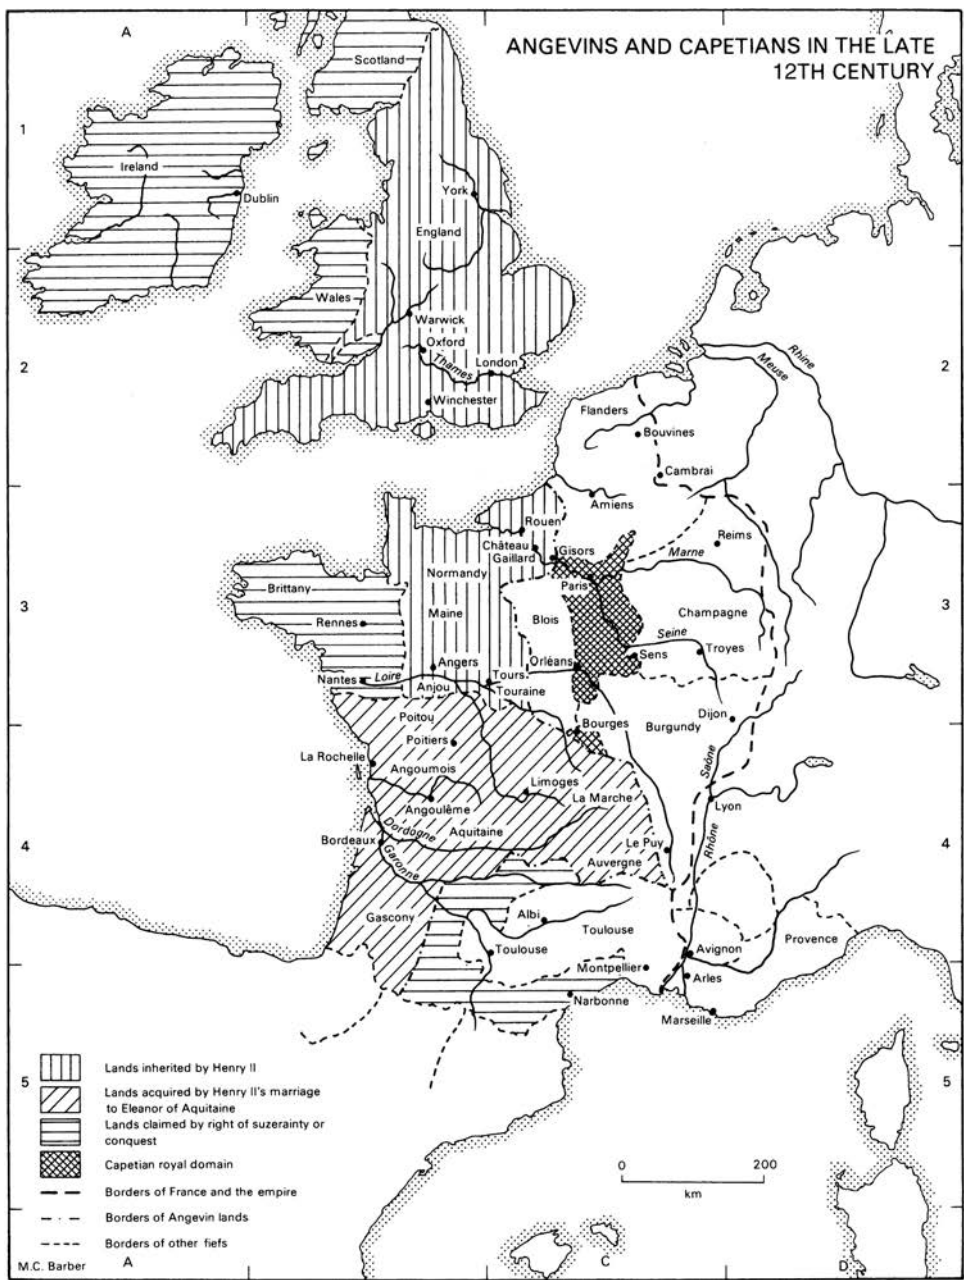 ANGEVINS AND CAPETIANS IN THE LATE
12TH CENTURY
A
Scotland
1
Ireland
Dublin
York
England
Wales
Warwick
Oxford
Thames
London
Winchester
2
2
Rhine
Meuse
Flanders
Bouvines
Cambrai
Amiens
Rouen
Château
Gaillard
Gisors
Reims
Marne
Normandy
Paris
Brittany
Maine
Blois
Champagne
3
3
Rennes
Seine
Troyes
Sens
Orléans
Angers
Nantes
Loire
Anjou
Tours
Touraine
Poitou
Bourges
Burgundy
Dijon
Poitiers
La Rochelle
Angoumois
Saône
Limoges
La Marche
Lyon
Angoulême
Dordogne
Aquitaine
Bordeaux
Le Puy
Rhône
4
4
Garonne
Auvergne
Gascony
Albi
Toulouse
Toulouse
Avignon
Provence
Montpellier
Arles
Narbonne
Marseille
5
5
Lands inherited by Henry II
Lands acquired by Henry II's marriage
to Eleanor of Aquitaine
Lands claimed by right of suzerainty or
conquest
Capetian royal domain
Borders of France and the empire
Borders of Angevin lands
Borders of other fiefs
0 200
km
M.C. Barber
A
C
D